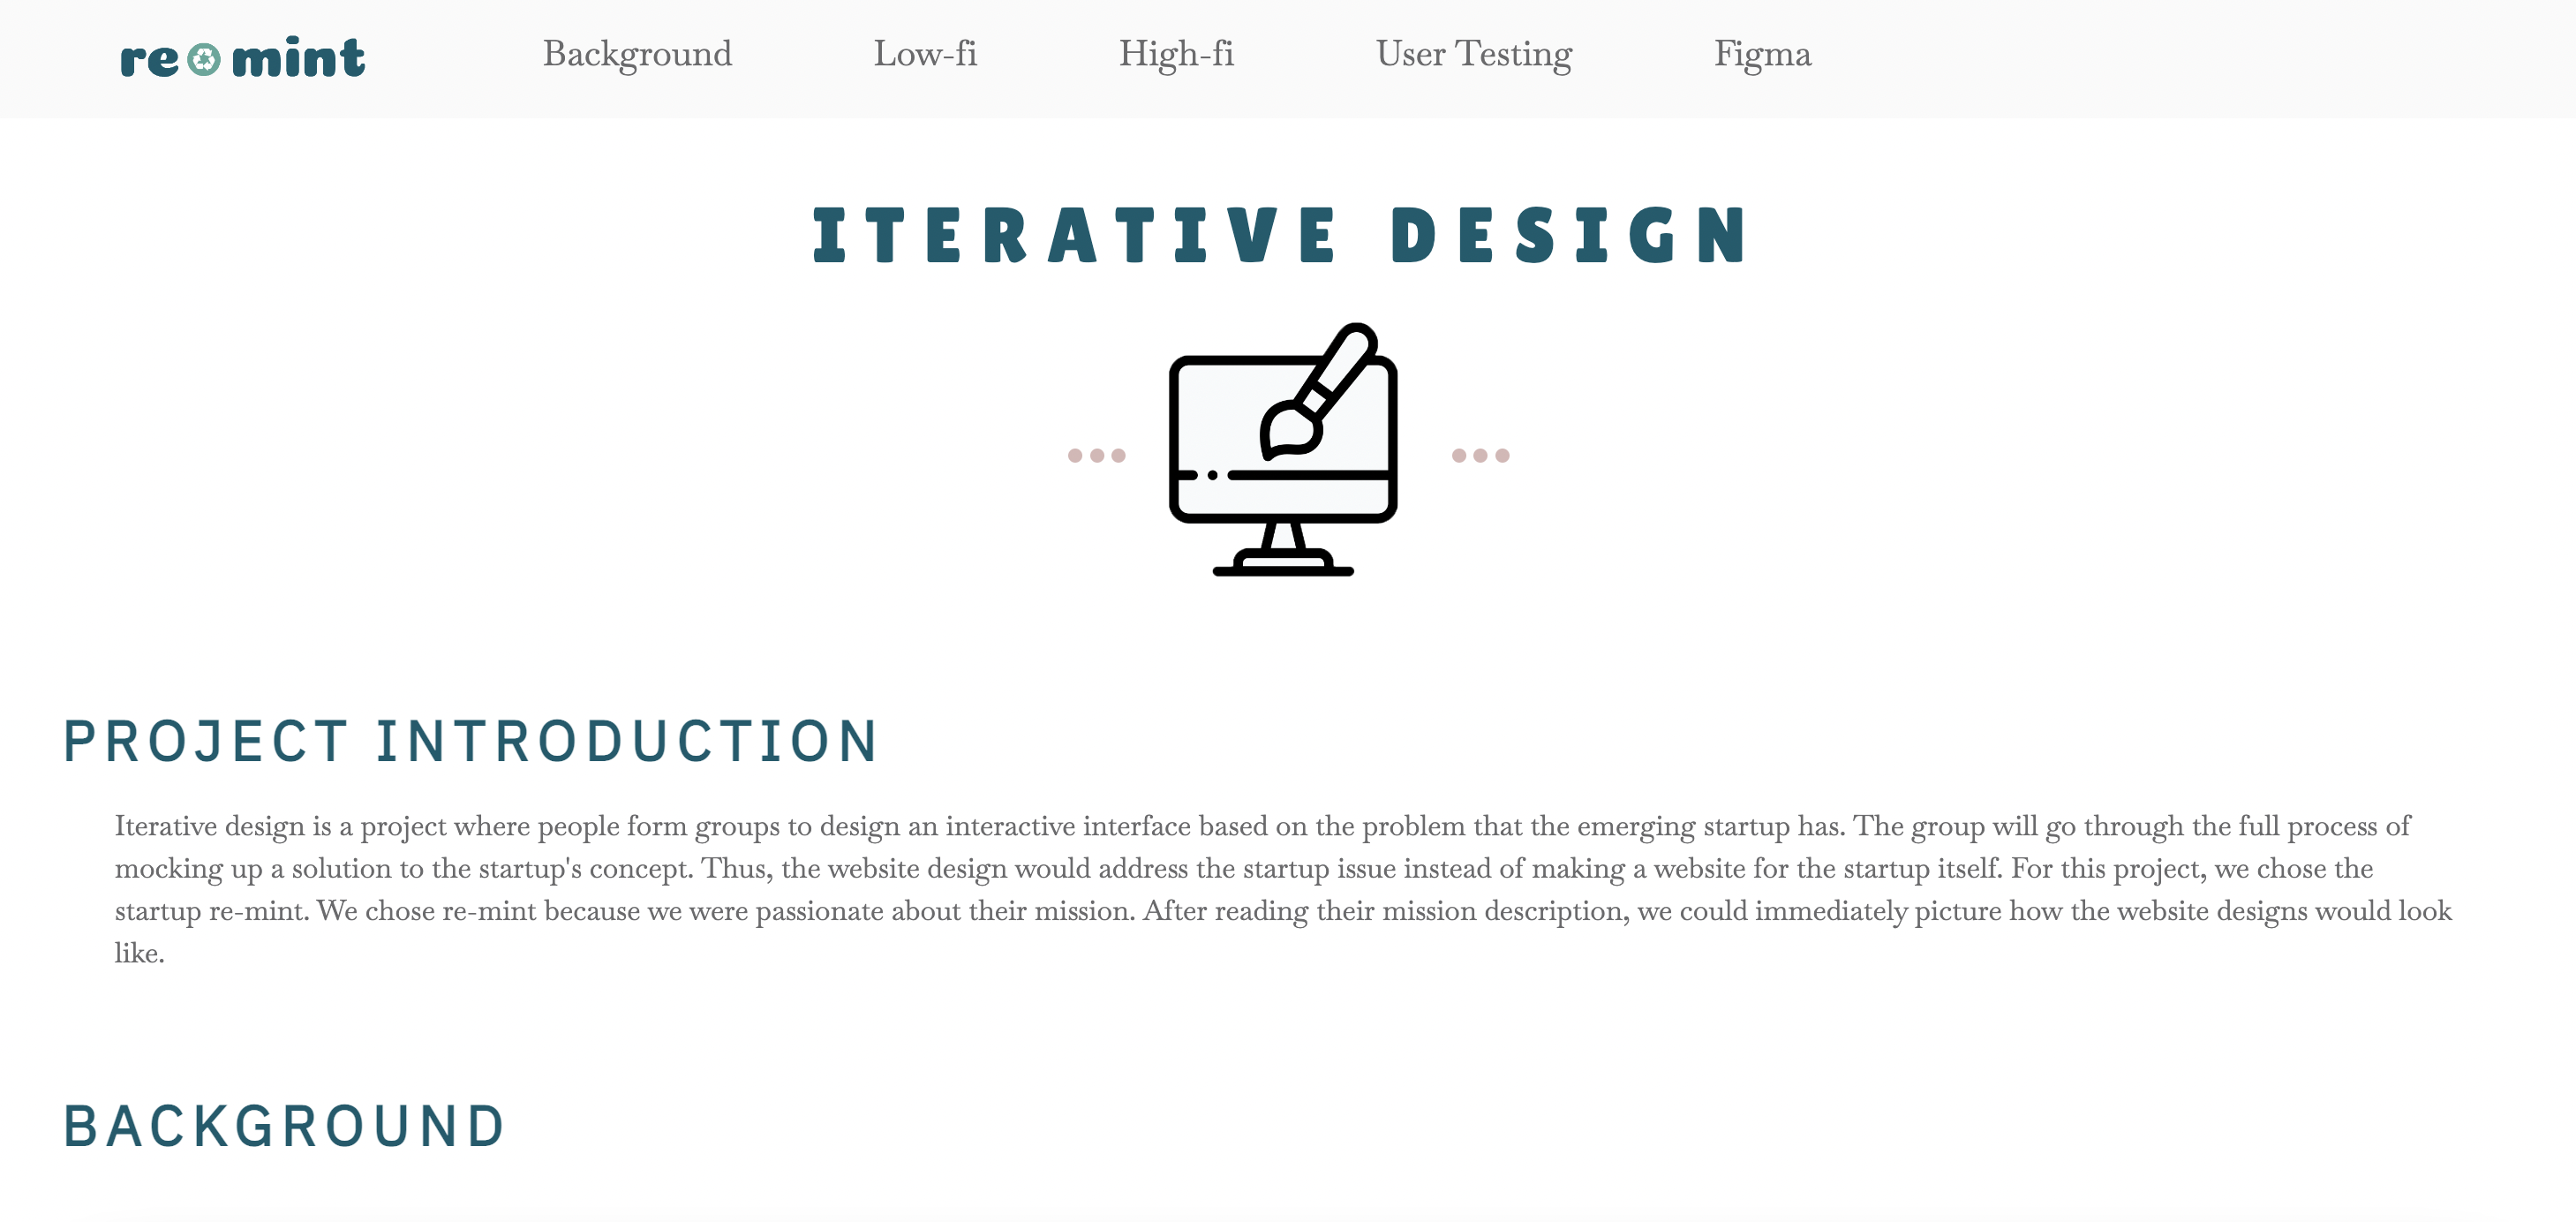 re mint
Background
Low-fi
High-fi
User Testing
Figma
ITERATIVE DESIGN
PROJECT INTRODUCTION
Iterative design is a project where people form groups to design an interactive interface based on the problem that the emerging startup has. The group will go through the full process of
mocking up a solution to the startup's concept. Thus, the website design would address the startup issue instead of making a website for the startup itself. For this project, we chose the
startup re-mint. We chose re-mint because we were passionate about their mission. After reading their mission description, we could immediately picture how the website designs would look
like.
BACKGROUND